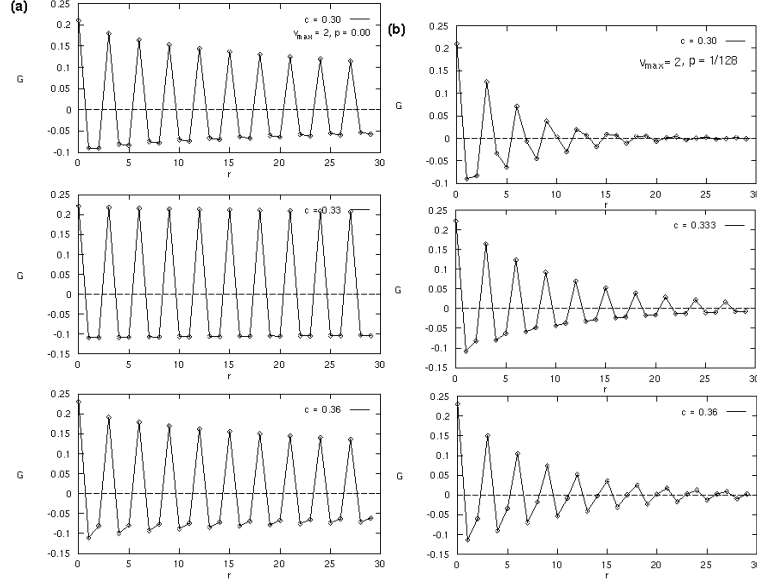 (a)
c = 0.30
v_max = 2, p = 0.00
G
0.25
0.2
0.15
0.1
0.05
0
-0.05
-0.1
0 5 10 15 20 25 30
r
c = 0.33
G
0.25
0.2
0.15
0.1
0.05
0
-0.05
-0.1
-0.15
0 5 10 15 20 25 30
r
c = 0.36
G
0.25
0.2
0.15
0.1
0.05
0
-0.05
-0.1
-0.15
0 5 10 15 20 25 30
r
(b)
c = 0.30
v_max = 2, p = 1/128
G
0.25
0.2
0.15
0.1
0.05
0
-0.05
-0.1
0 5 10 15 20 25 30
r
c = 0.333
G
0.25
0.2
0.15
0.1
0.05
0
-0.05
-0.1
-0.15
0 5 10 15 20 25 30
r
c = 0.36
G
0.25
0.2
0.15
0.1
0.05
0
-0.05
-0.1
-0.15
0 5 10 15 20 25 30
r